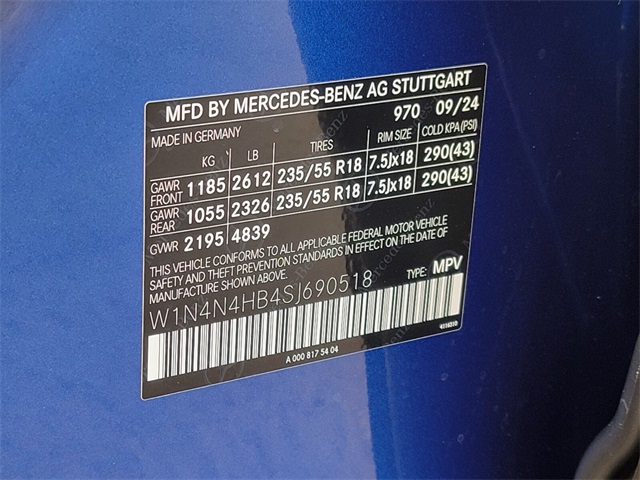 MFD BY MERCEDES-BENZ AG STUTTGART
MADE IN GERMANY 970 09/24
KG LB TIRES RIM SIZE COLD KPA(PSI)
GAWR FRONT 1185 2612 235/55 R18 7.5Jx18 290(43)
GAWR REAR 1055 2326 235/55 R18 7.5Jx18 290(43)
GVWR 2195 4839
THIS VEHICLE CONFORMS TO ALL APPLICABLE FEDERAL MOTOR VEHICLE
SAFETY AND THEFT PREVENTION STANDARDS IN EFFECT ON THE DATE OF
MANUFACTURE SHOWN ABOVE.
W1N4N4HB4SJ690518 TYPE: MPV
A 000 817 54 04